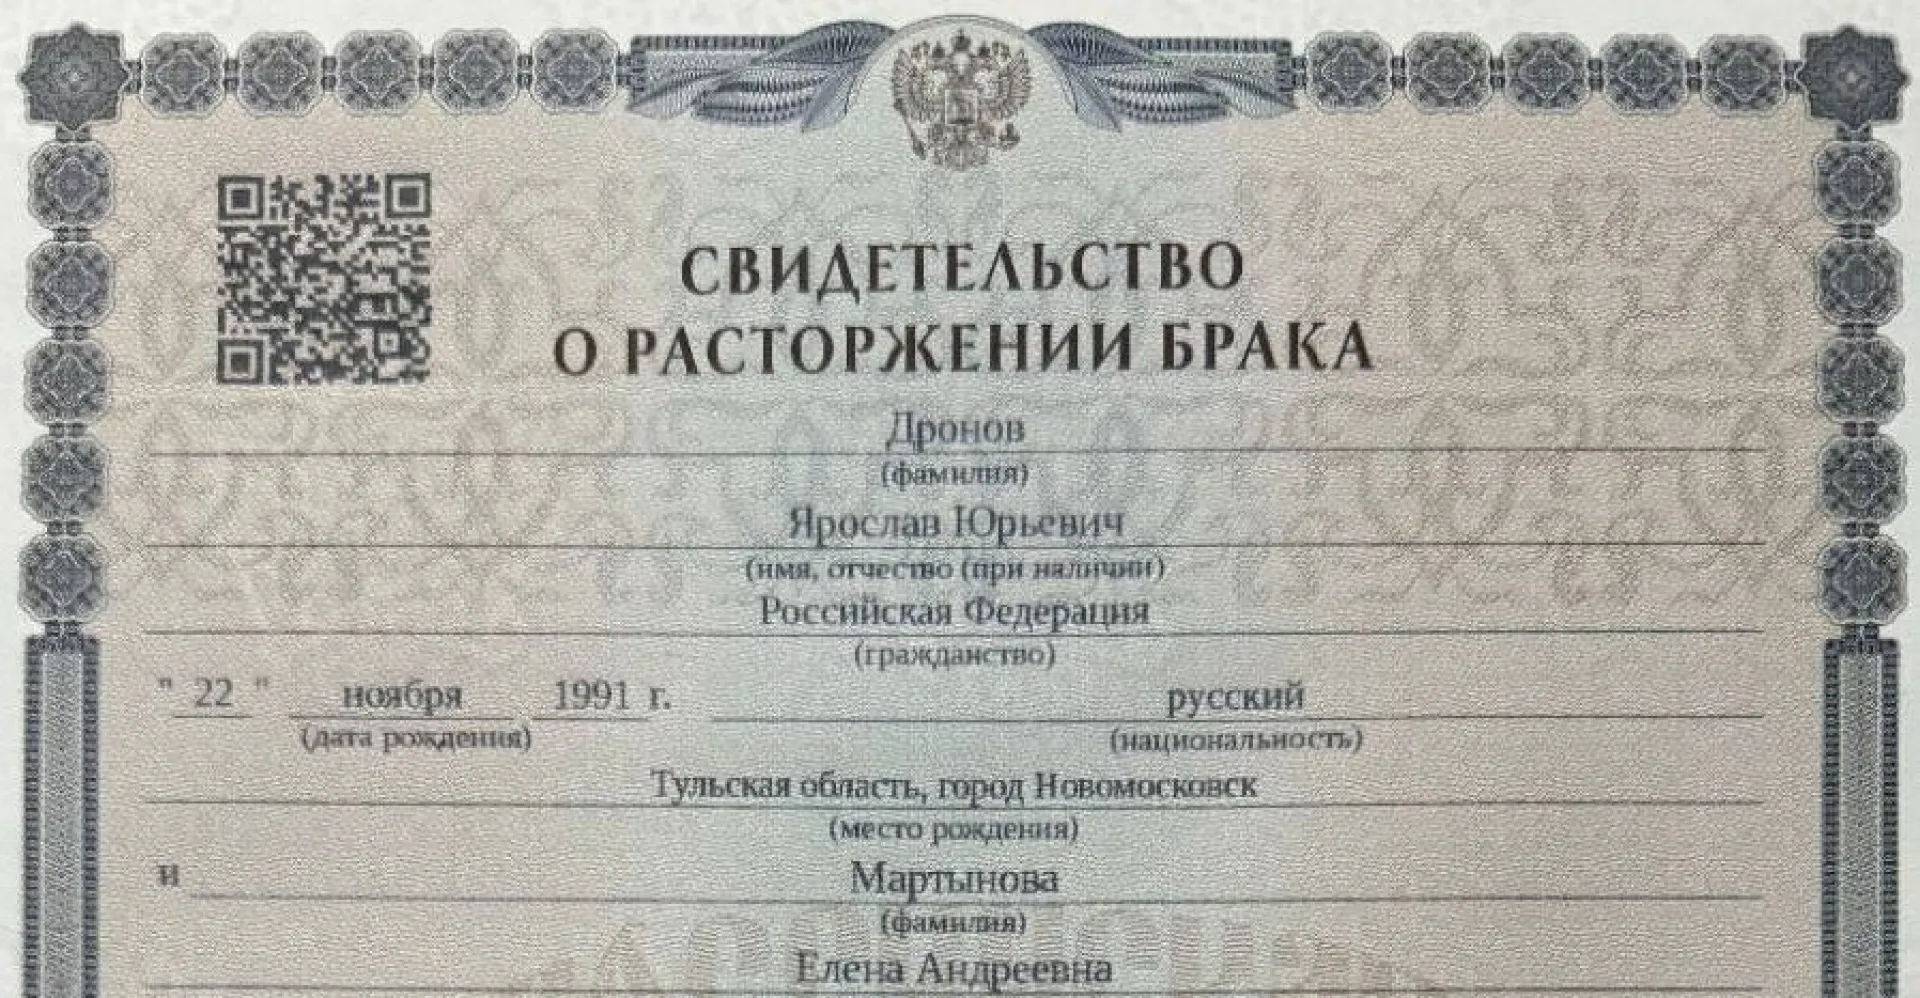 СВИДЕТЕЛЬСТВО
О РАСТОРЖЕНИИ БРАКА
Дронов
(фамилия)
Ярослав Юрьевич
(имя, отчество (при наличии)
Российская Федерация
(гражданство)
" 22 " ноября 1991 г. русский
(дата рождения) (национальность)
Тульская область, город Новомосковск
(место рождения)
и Мартынова
(фамилия)
Елена Андреевна